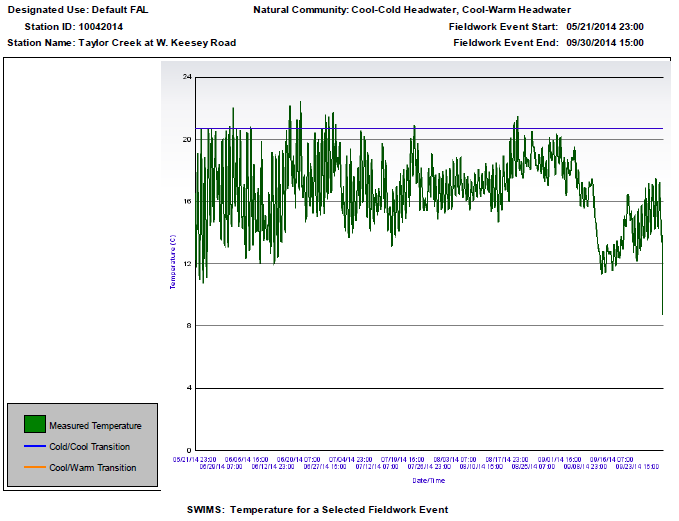 Designated Use: Default FAL
Natural Community: Cool-Cold Headwater, Cool-Warm Headwater
Station ID: 10042014
Fieldwork Event Start: 05/21/2014 23:00
Station Name: Taylor Creek at W. Keesey Road
Fieldwork Event End: 09/30/2014 15:00
24
20
16
12
8
4
0
Temperature (C)
05/21/14 23:00 06/05/14 15:00 06/20/14 07:00 07/04/14 23:00 07/19/14 15:00 08/03/14 07:00 08/17/14 23:00 09/01/14 15:00 09/16/14 07:00
05/29/14 07:00 06/12/14 23:00 06/27/14 15:00 07/12/14 07:00 07/26/14 23:00 08/10/14 15:00 08/25/14 07:00 09/08/14 23:00 09/23/14 15:00
Date/Time
Measured Temperature
Cold/Cool Transition
Cool/Warm Transition
SWIMS: Temperature for a Selected Fieldwork Event